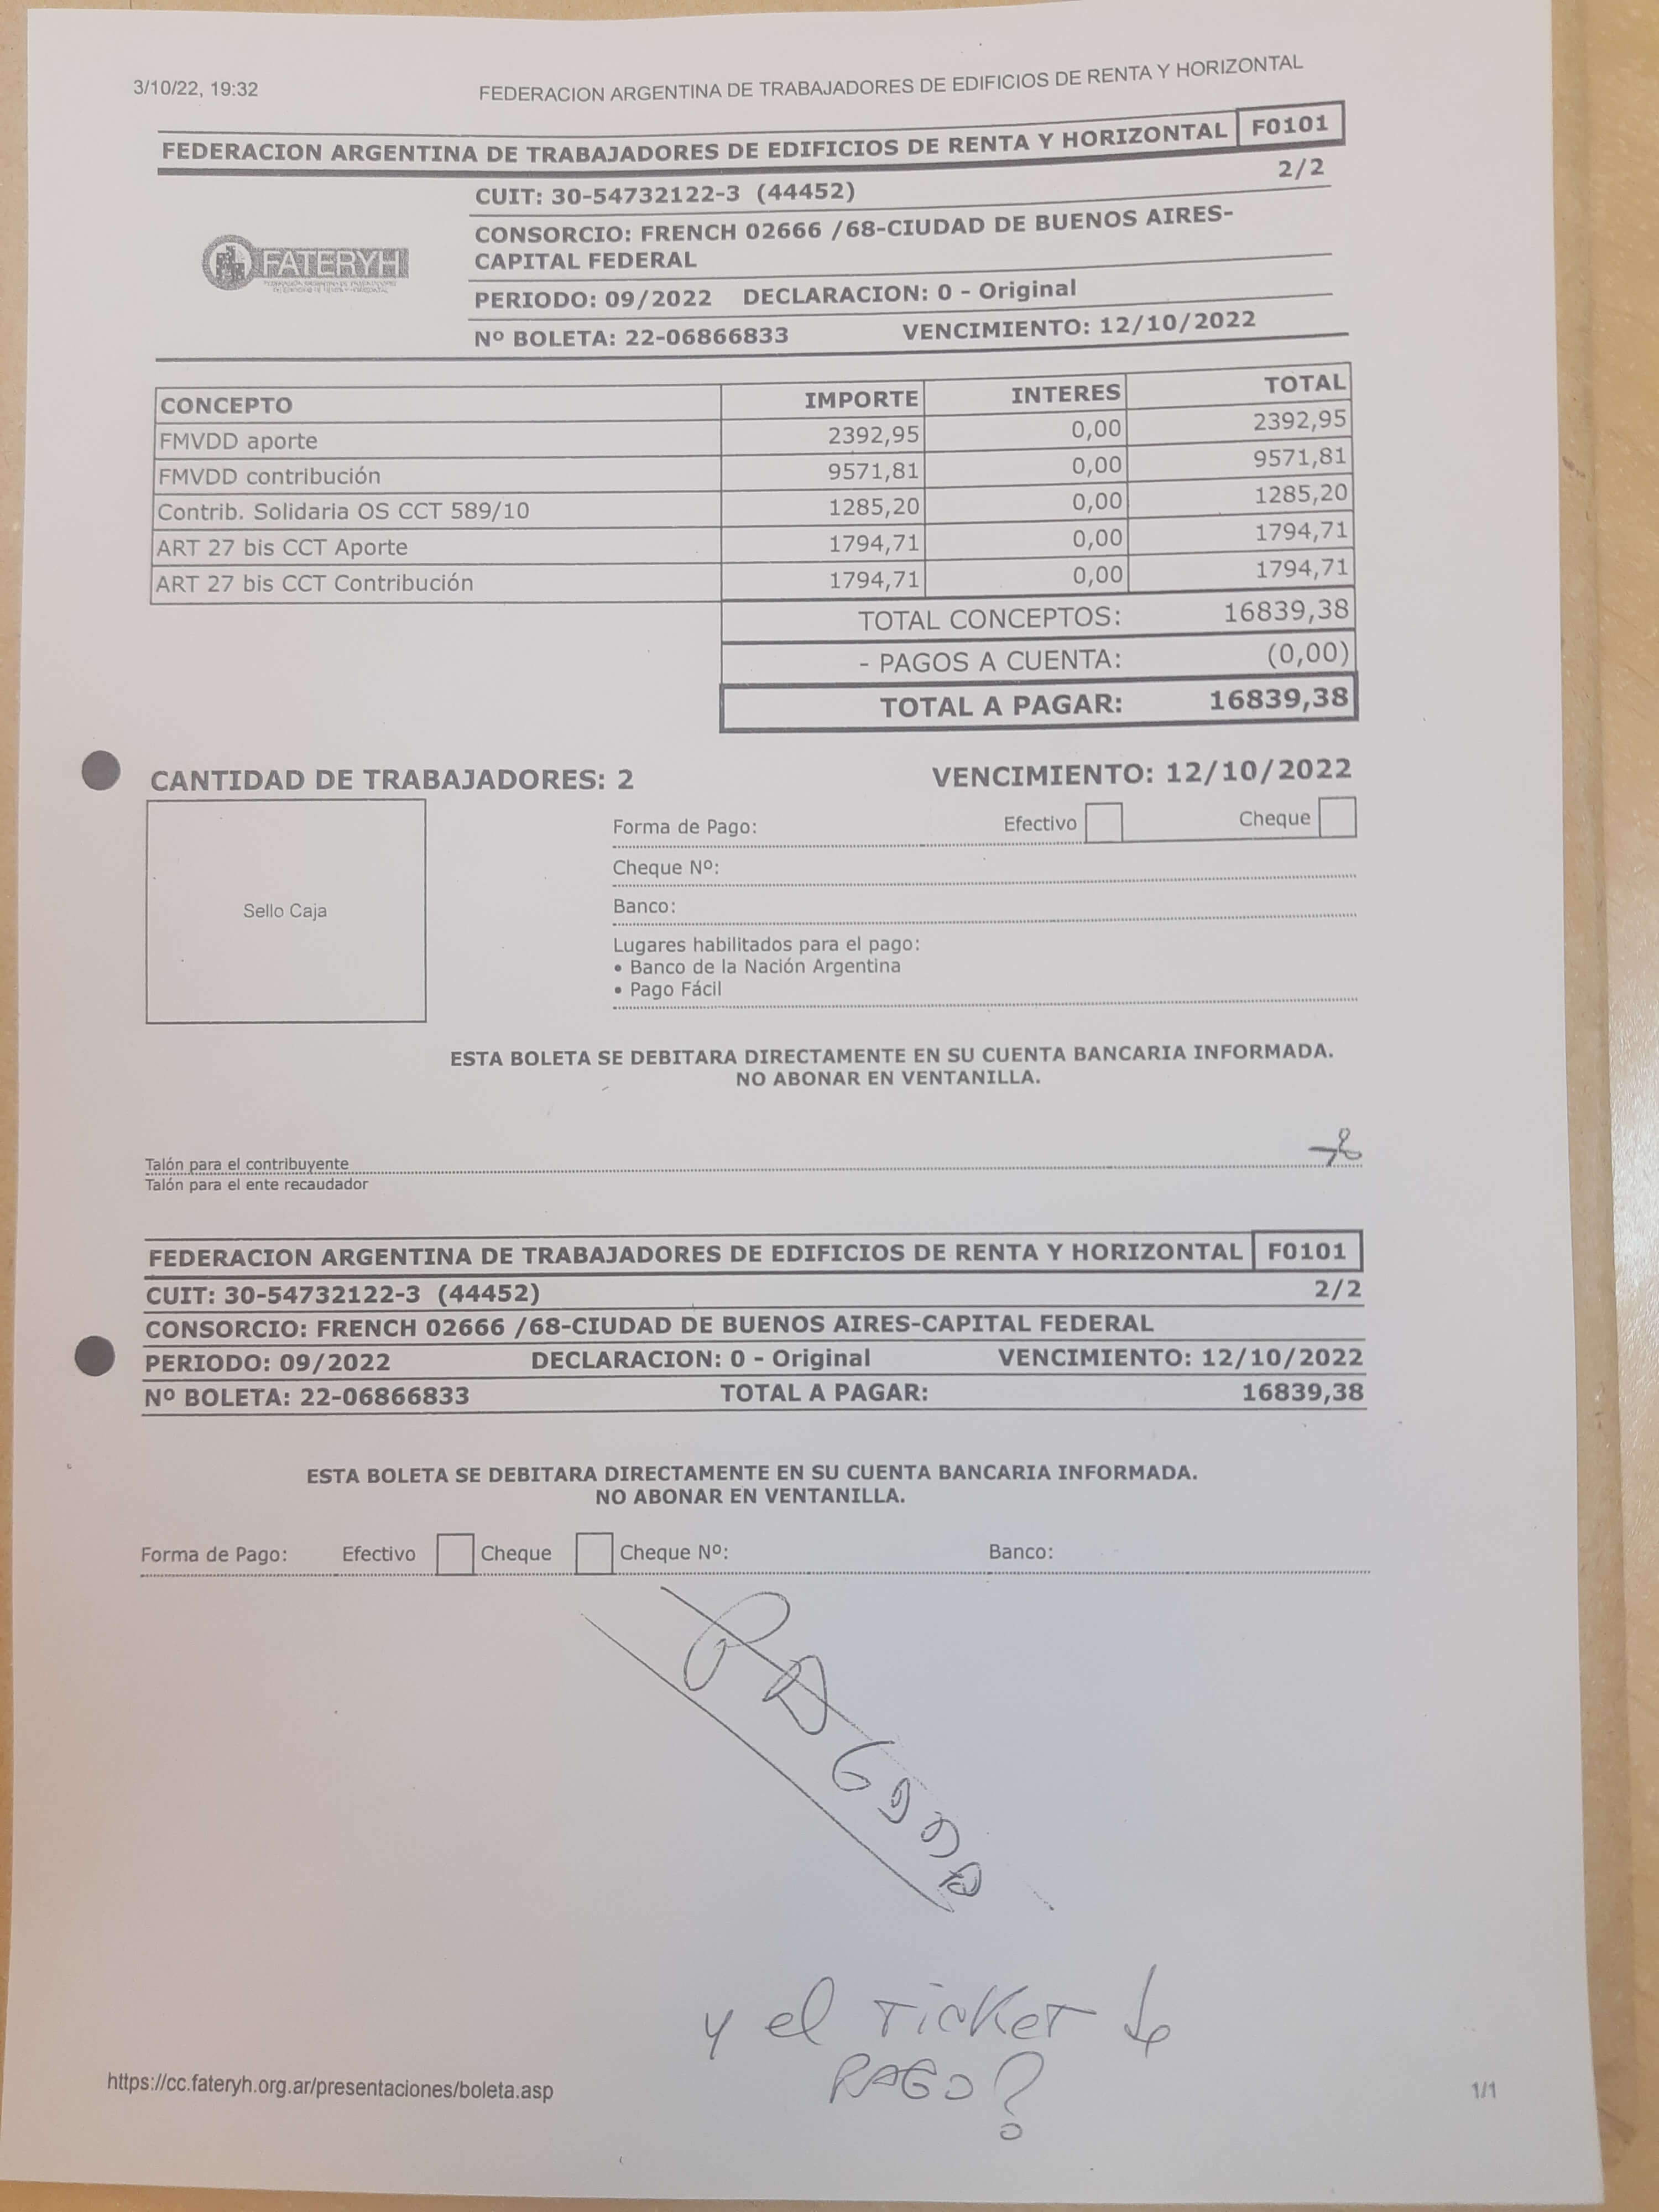 3/10/22, 19:32 FEDERACION ARGENTINA DE TRABAJADORES DE EDIFICIOS DE RENTA Y HORIZONTAL
FEDERACION ARGENTINA DE TRABAJADORES DE EDIFICIOS DE RENTA Y HORIZONTAL F0101
2/2
CUIT: 30-54732122-3 (44452)
CONSORCIO: FRENCH 02666 /68-CIUDAD DE BUENOS AIRES-
CAPITAL FEDERAL
FATERYH
PERIODO: 09/2022 DECLARACION: 0 - Original
Nº BOLETA: 22-06866833 VENCIMIENTO: 12/10/2022
CONCEPTO IMPORTE INTERES TOTAL
FMVDD aporte 2392,95 0,00 2392,95
FMVDD contribución 9571,81 0,00 9571,81
Contrib. Solidaria OS CCT 589/10 1285,20 0,00 1285,20
ART 27 bis CCT Aporte 1794,71 0,00 1794,71
ART 27 bis CCT Contribución 1794,71 0,00 1794,71
TOTAL CONCEPTOS: 16839,38
- PAGOS A CUENTA: (0,00)
TOTAL A PAGAR: 16839,38
CANTIDAD DE TRABAJADORES: 2 VENCIMIENTO: 12/10/2022
Forma de Pago: Efectivo Cheque
Cheque Nº:
Sello Caja
Banco:
Lugares habilitados para el pago:
• Banco de la Nación Argentina
• Pago Fácil
ESTA BOLETA SE DEBITARA DIRECTAMENTE EN SU CUENTA BANCARIA INFORMADA.
NO ABONAR EN VENTANILLA.
Talón para el contribuyente
Talón para el ente recaudador
FEDERACION ARGENTINA DE TRABAJADORES DE EDIFICIOS DE RENTA Y HORIZONTAL F0101
CUIT: 30-54732122-3 (44452) 2/2
CONSORCIO: FRENCH 02666 /68-CIUDAD DE BUENOS AIRES-CAPITAL FEDERAL
PERIODO: 09/2022 DECLARACION: 0 - Original VENCIMIENTO: 12/10/2022
Nº BOLETA: 22-06866833 TOTAL A PAGAR: 16839,38
ESTA BOLETA SE DEBITARA DIRECTAMENTE EN SU CUENTA BANCARIA INFORMADA.
NO ABONAR EN VENTANILLA.
Forma de Pago: Efectivo Cheque Cheque Nº: Banco:
y el Ticket de
PAGO?
https://cc.fateryh.org.ar/presentaciones/boleta.asp 1/1